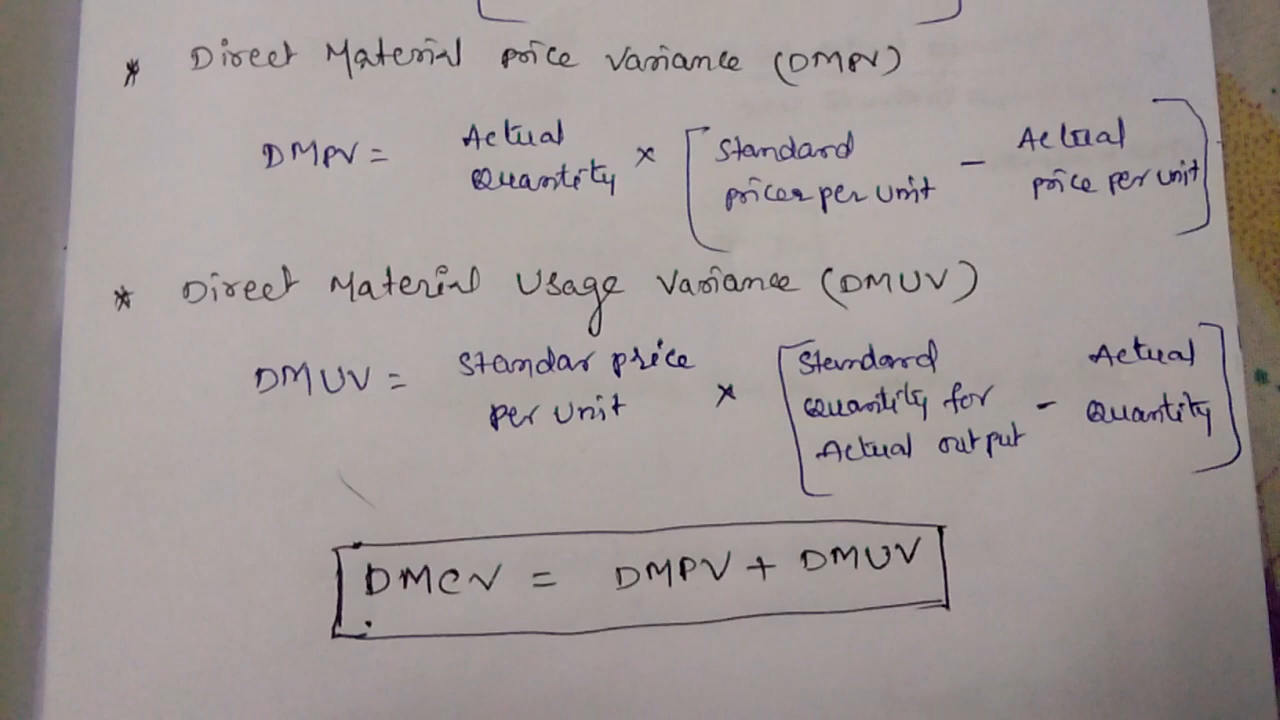 * Direct Material price Variance (DMPV)
DMPV = Actual Quantity × [Standard prices per unit - Actual price per unit]
* Direct Material Usage Variance (DMUV)
DMUV = Standar price per unit × [Standard Quantity for Actual output - Actual Quantity]
DMCV = DMPV + DMUV